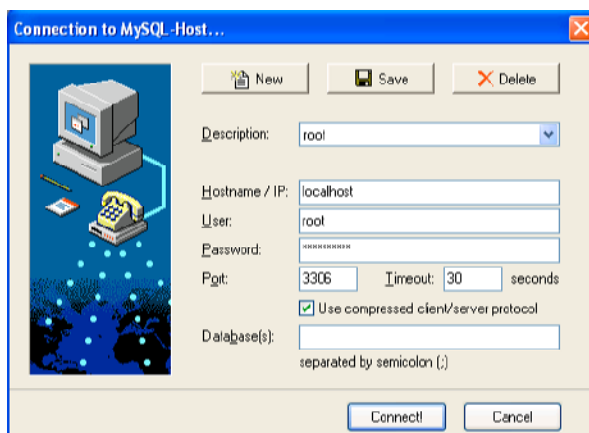 Connection to MySQL-Host...
New Save Delete
Description: root
Hostname / IP: localhost
User: root
Password: **********
Port: 3306 Timeout: 30 seconds
Use compressed client/server protocol
Database(s):
separated by semicolon (;)
Connect! Cancel